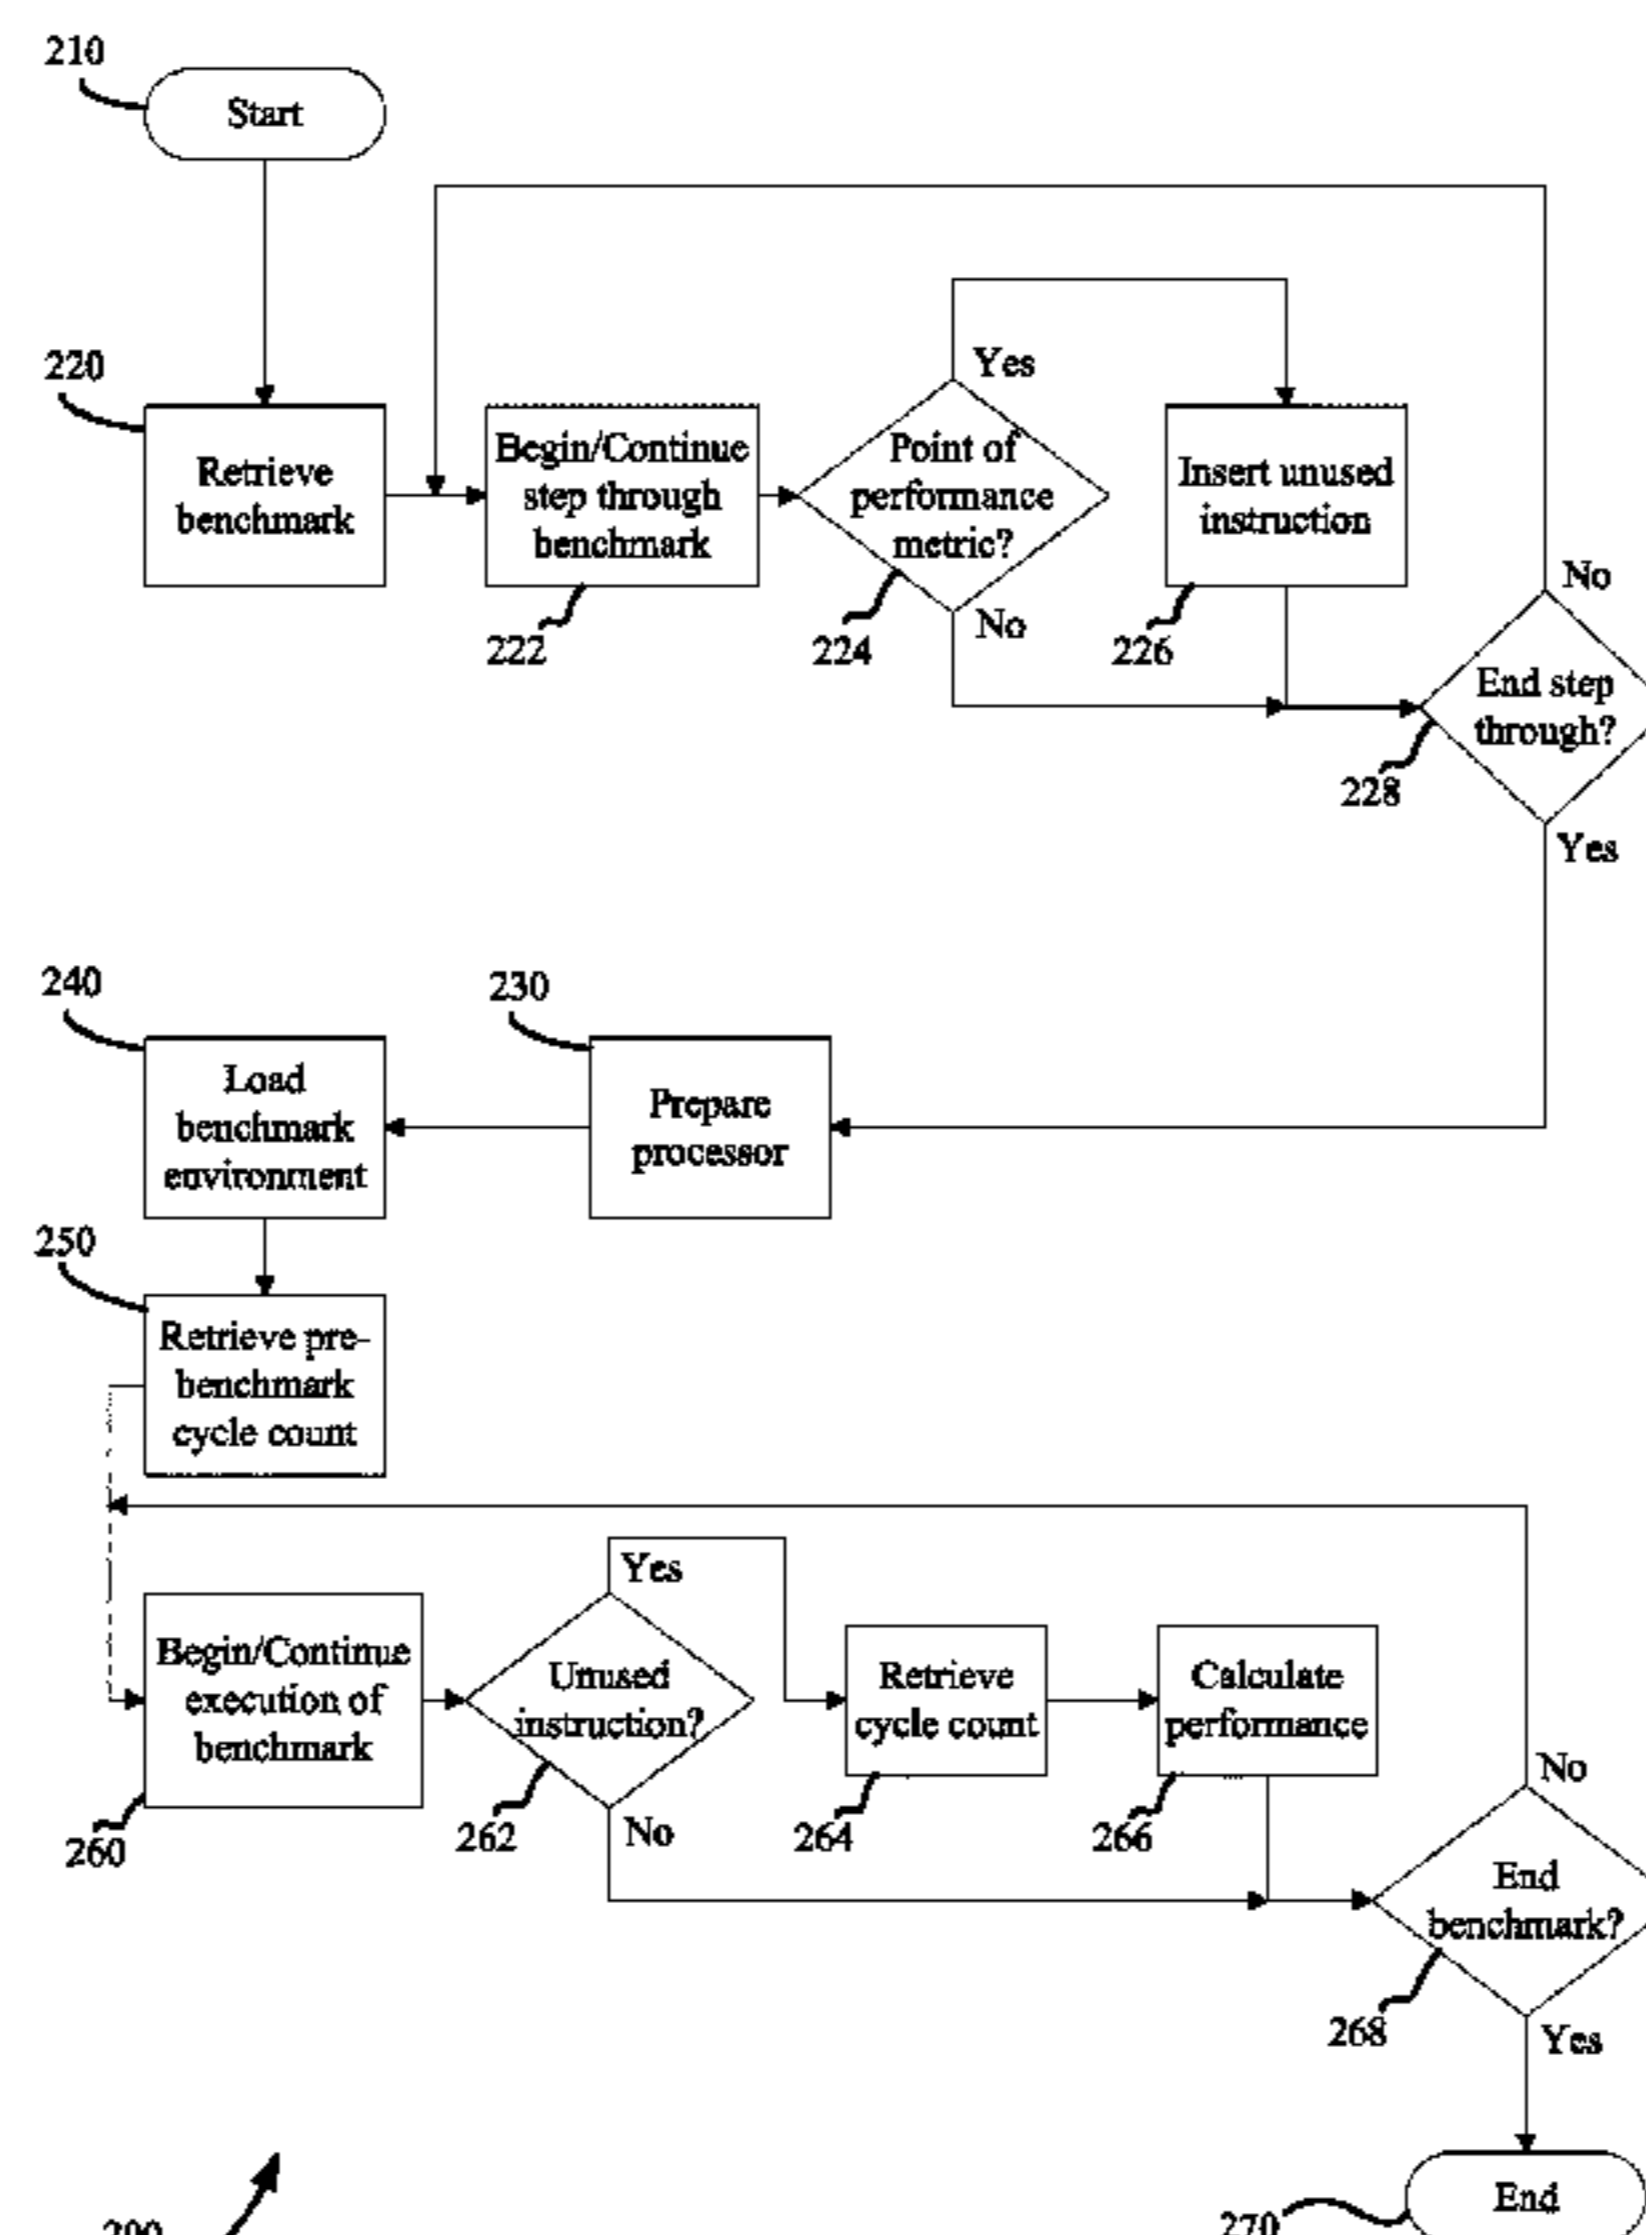 210
Start
220
Retrieve
benchmark
Begin/Continue
step through
benchmark
222
Point of
performance
metric?
Yes
No
224
Insert unused
instruction
226
No
End step
through?
228
Yes
240
Load
benchmark
environment
230
Prepare
processor
250
Retrieve pre-
benchmark
cycle count
Begin/Continue
execution of
benchmark
260
Yes
Unused
instruction?
262
No
Retrieve
cycle count
264
Calculate
performance
266
No
End
benchmark?
268
Yes
End
270
200